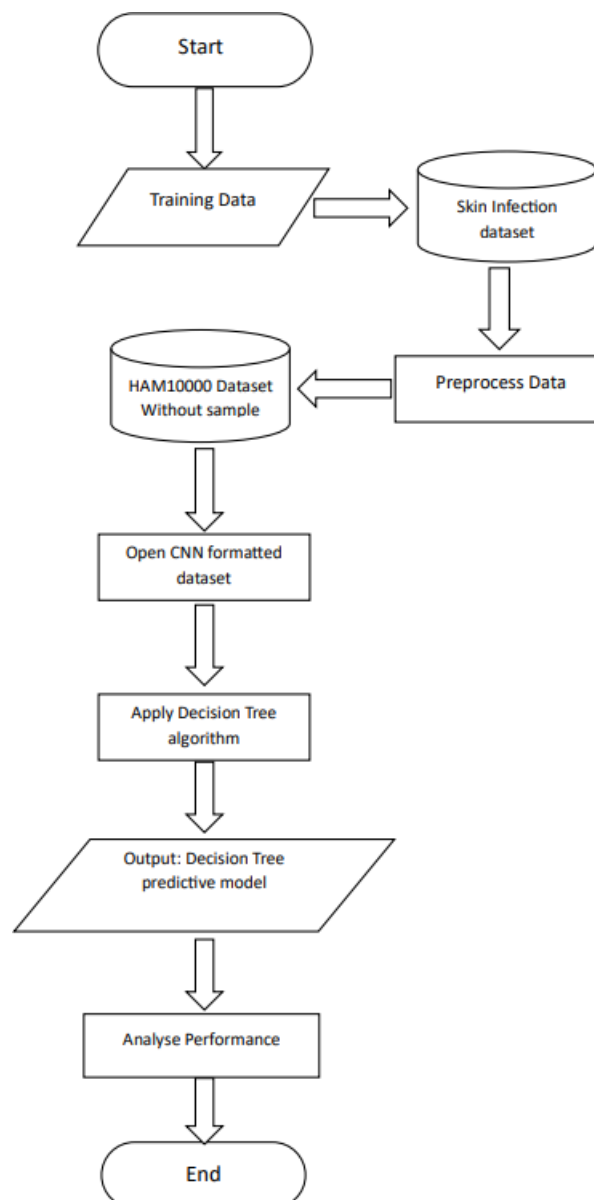 Start
Training Data
Skin Infection
dataset
Preprocess Data
HAM10000 Dataset
Without sample
Open CNN formatted
dataset
Apply Decision Tree
algorithm
Output: Decision Tree
predictive model
Analyse Performance
End